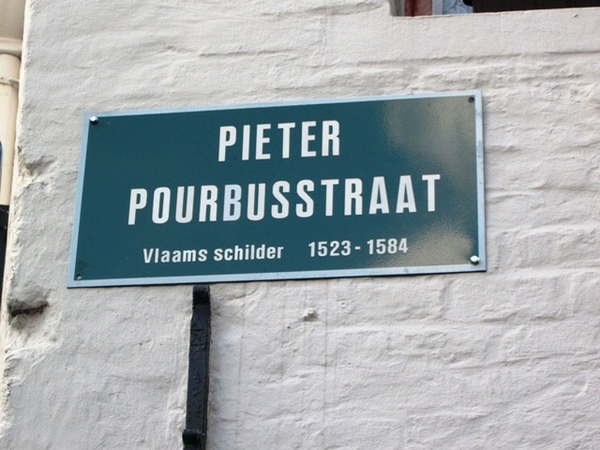 PIETER
POURBUSSTRAAT
Vlaams schilder 1523-1584